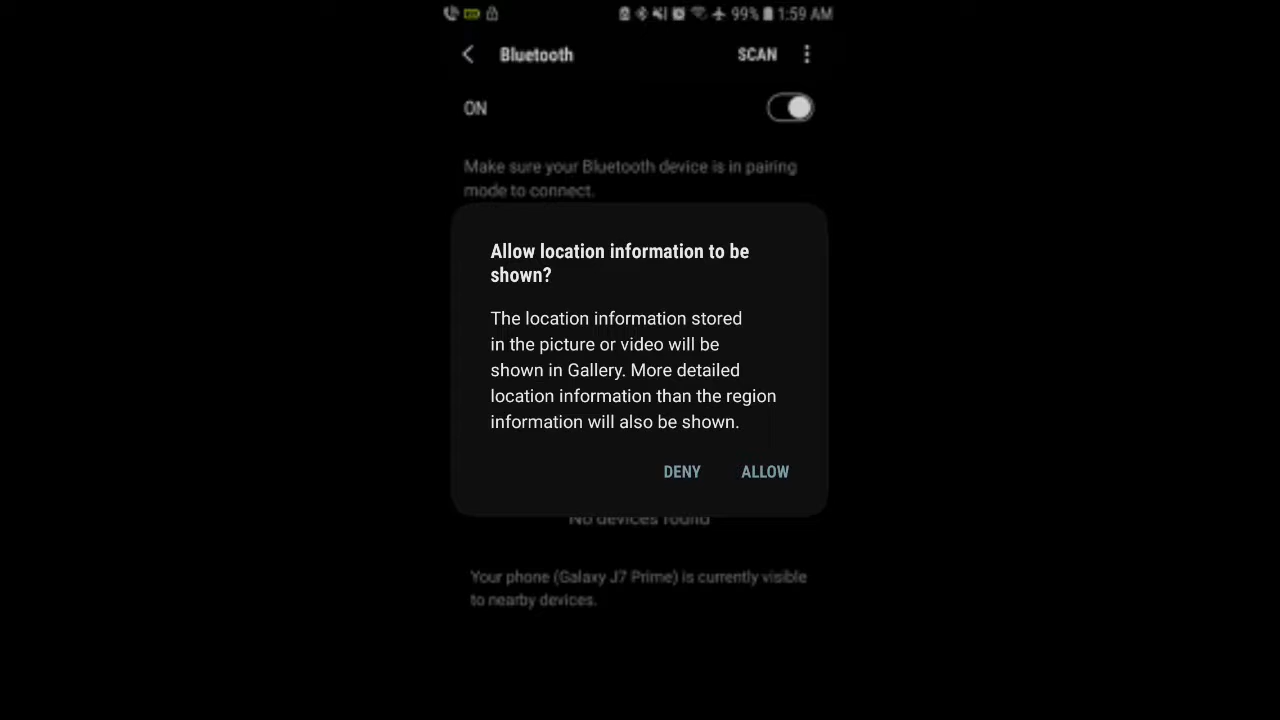 99% 1:59 AM
Bluetooth SCAN
ON
Make sure your Bluetooth device is in pairing
mode to connect.
Allow location information to be
shown?
The location information stored
in the picture or video will be
shown in Gallery. More detailed
location information than the region
information will also be shown.
DENY ALLOW
No devices found
Your phone (Galaxy J7 Prime) is currently visible
to nearby devices.